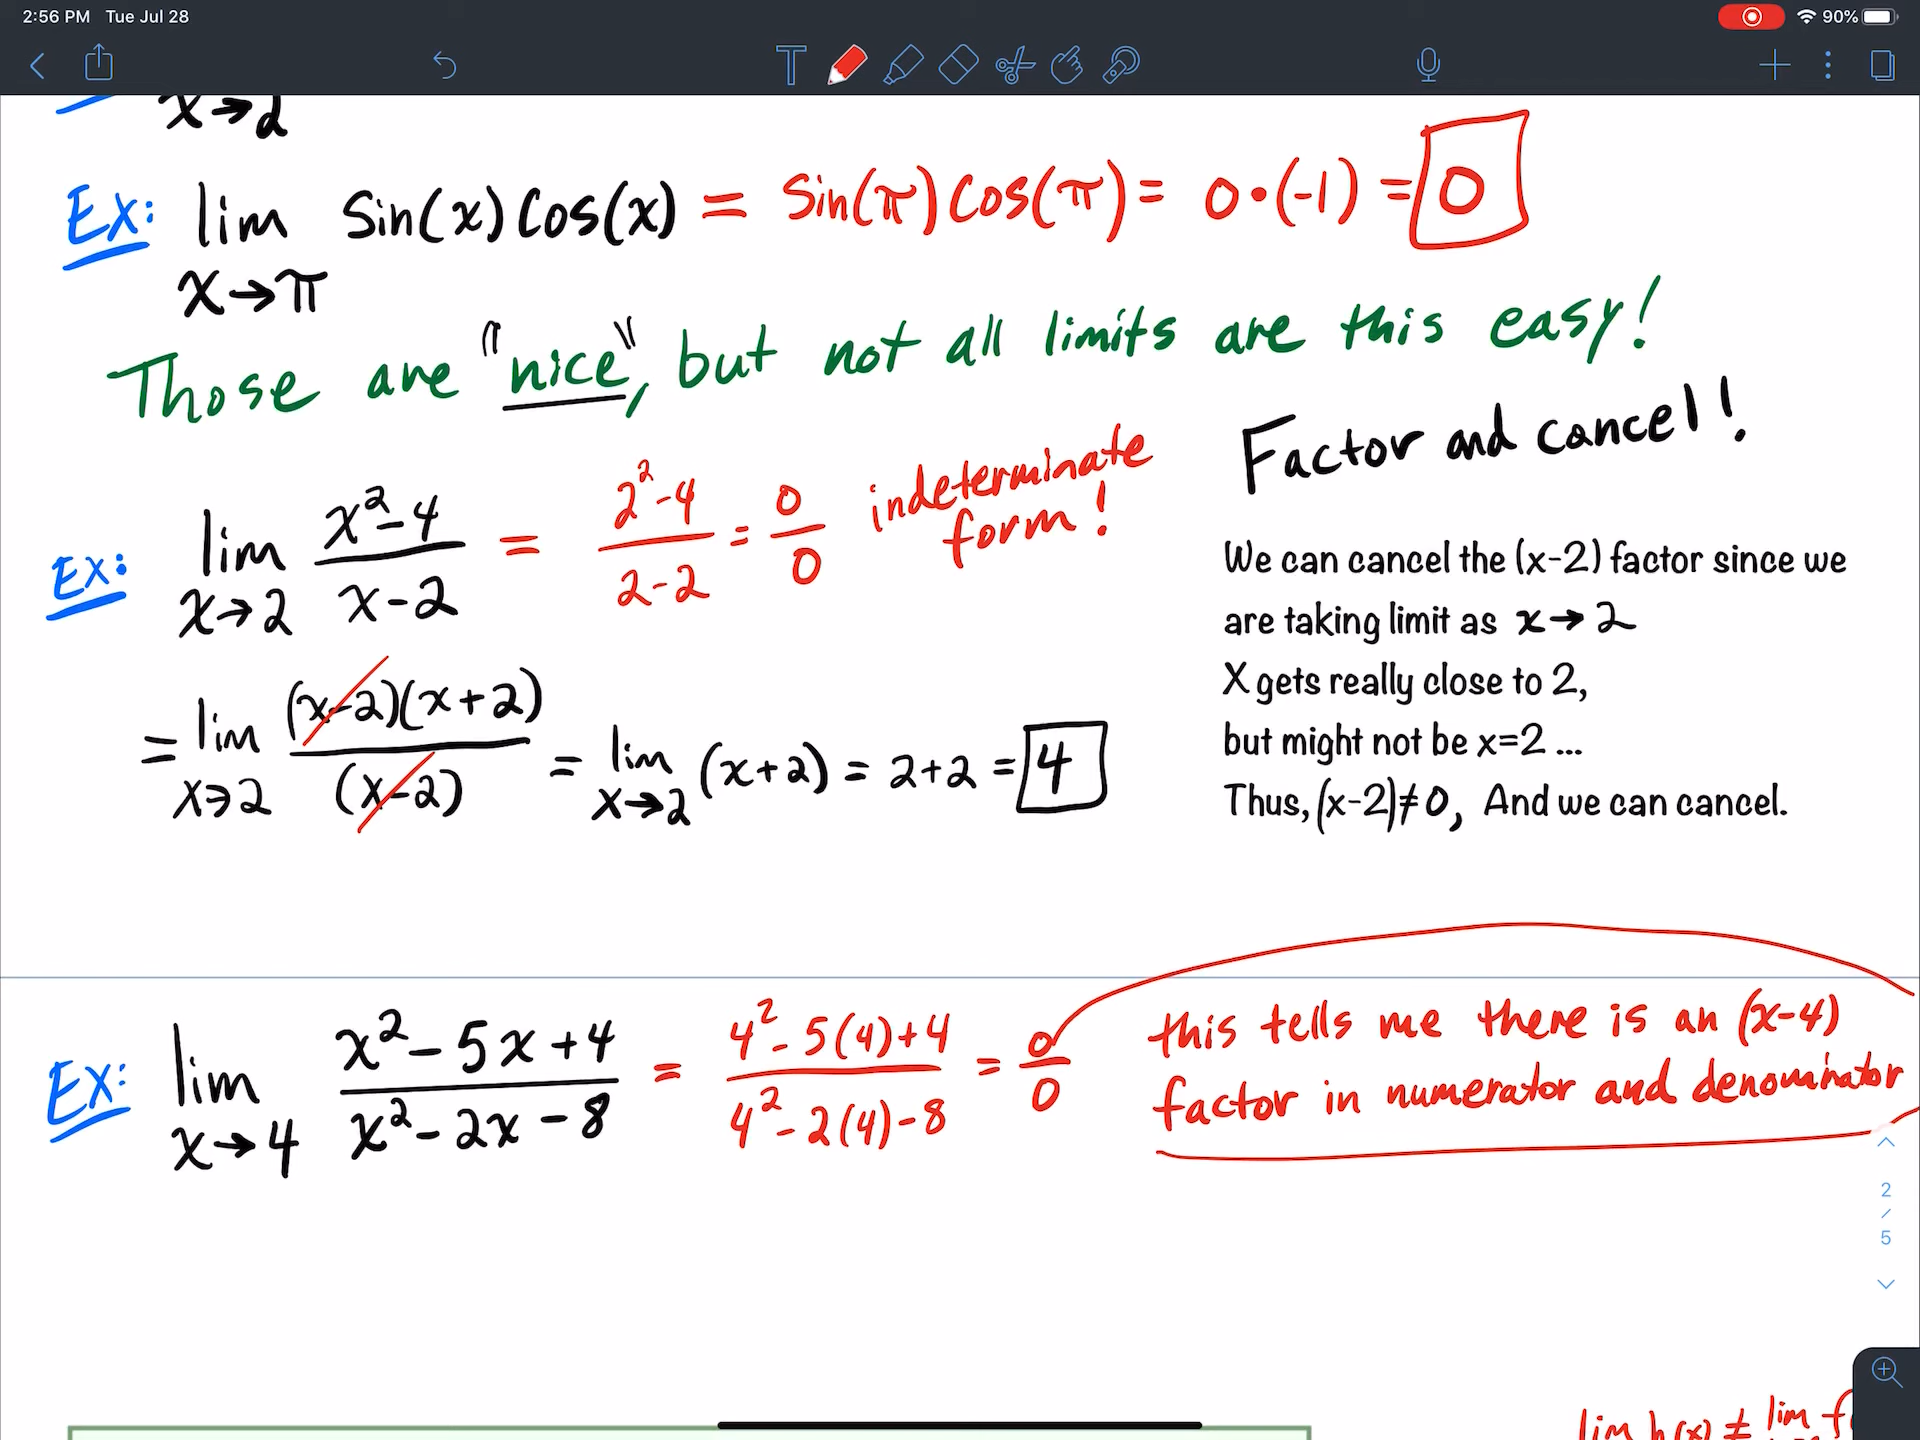 2:56 PM Tue Jul 28
90%
x→2
Ex: lim Sin(x) Cos(x) = Sin(π) Cos(π) = 0•(-1) = 0
x→π
Those are "nice", but not all limits are this easy!
Factor and cancel!
Ex: lim x→2 (x²-4)/(x-2) = (2²-4)/(2-2) = 0/0 indeterminate form!
We can cancel the (x-2) factor since we
are taking limit as x→2
X gets really close to 2,
but might not be x=2 ...
Thus, (x-2)≠0, And we can cancel.
= lim x→2 (x-2)(x+2)/(x-2) = lim x→2 (x+2) = 2+2 = 4
Ex: lim x→4 (x²-5x+4)/(x²-2x-8) = (4²-5(4)+4)/(4²-2(4)-8) = 0/0
this tells me there is an (x-4)
factor in numerator and denominator
2
/
5
lim h(x) ≠ lim f